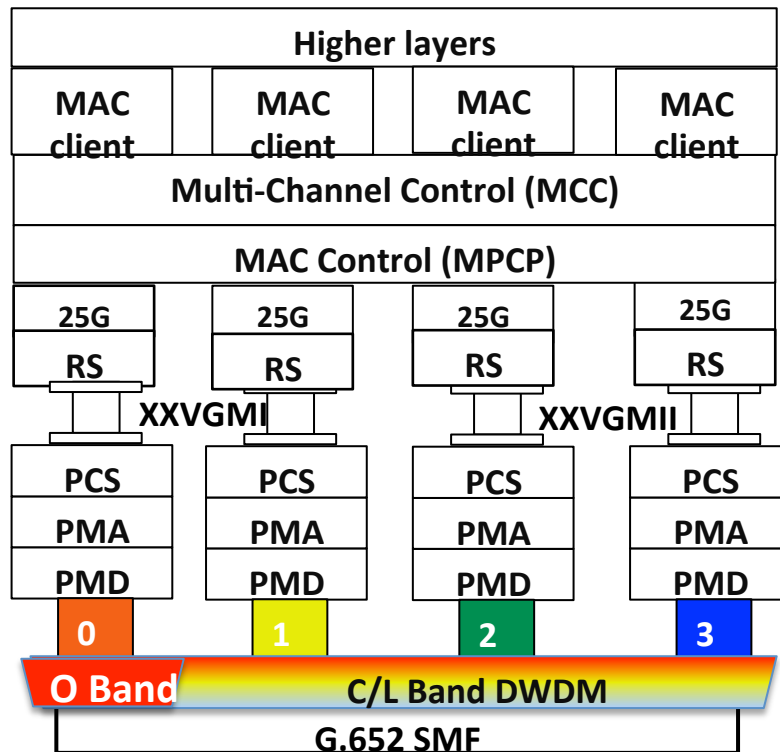 Higher layers
MAC client MAC client MAC client MAC client
Multi-Channel Control (MCC)
MAC Control (MPCP)
25G 25G 25G 25G
RS RS RS RS
XXVGMI XXVGMII
PCS PCS PCS PCS
PMA PMA PMA PMA
PMD PMD PMD PMD
0 1 2 3
O Band C/L Band DWDM
G.652 SMF